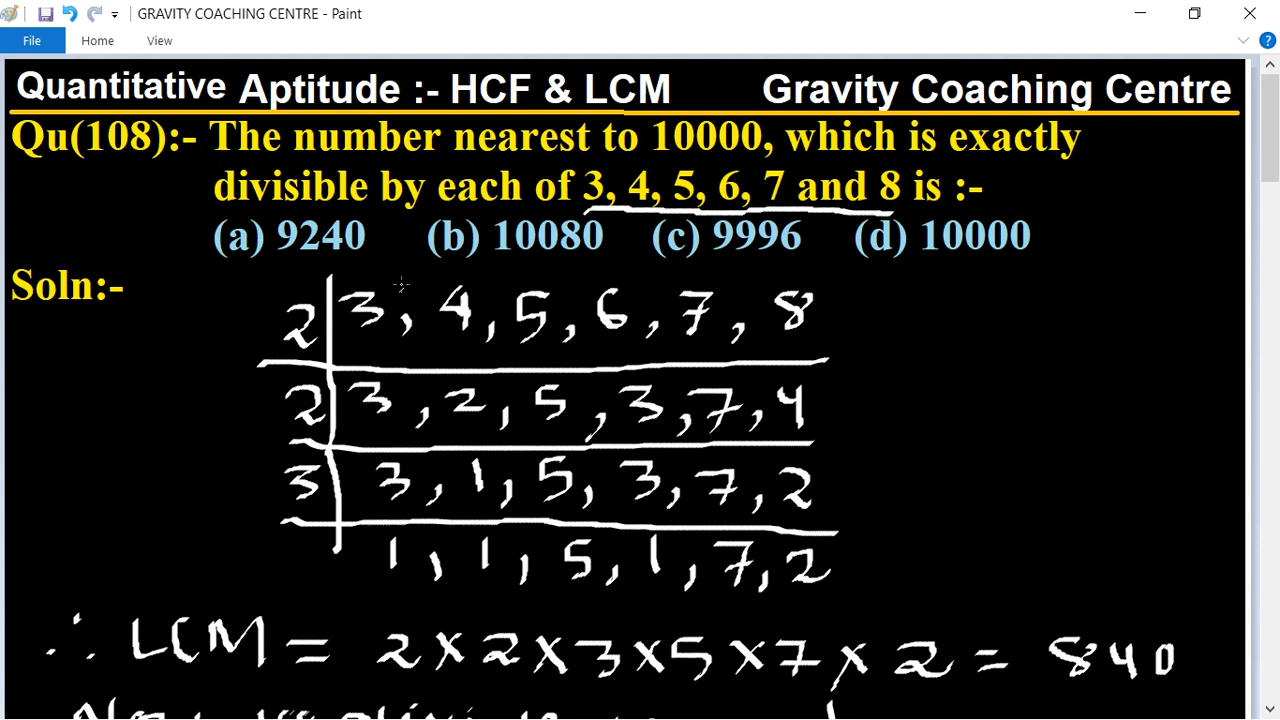 GRAVITY COACHING CENTRE - Paint
File Home View
Quantitative Aptitude :- HCF & LCM Gravity Coaching Centre
Qu(108):- The number nearest to 10000, which is exactly
divisible by each of 3, 4, 5, 6, 7 and 8 is :-
(a) 9240 (b) 10080 (c) 9996 (d) 10000
Soln:-
2 3, 4, 5, 6, 7, 8
2 3, 2, 5, 3, 7, 4
3 3, 1, 5, 3, 7, 2
1, 1, 5, 1, 7, 2
∴ LCM = 2 × 2 × 3 × 5 × 7 × 2 = 840